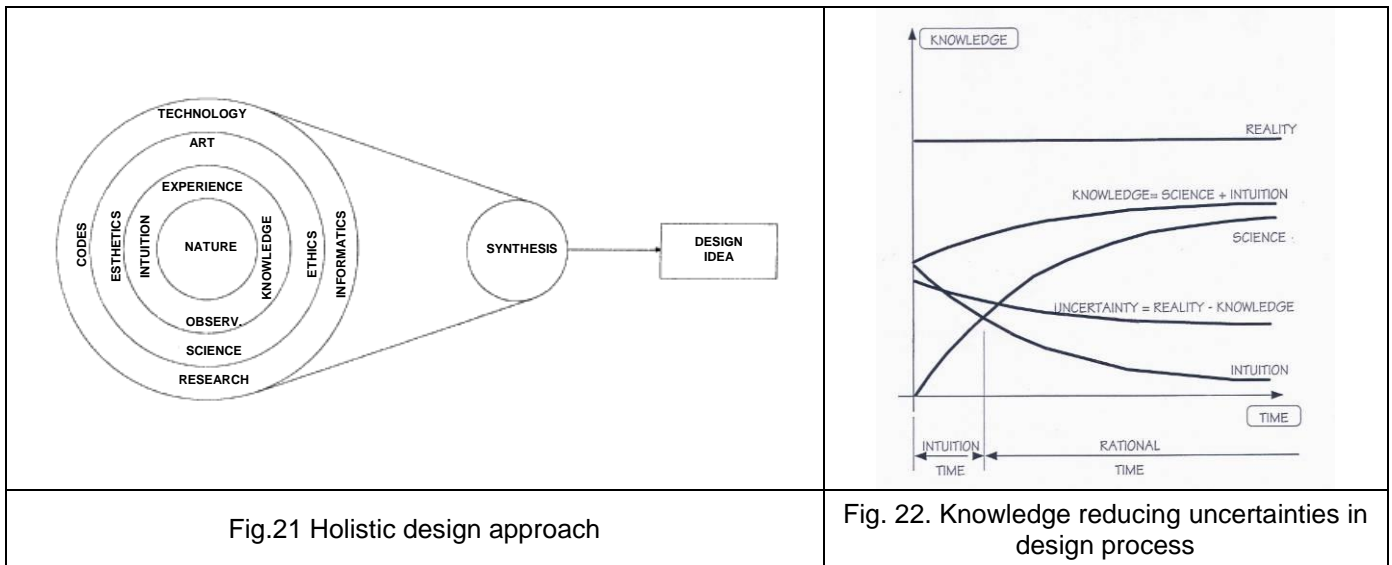 TECHNOLOGY
ART
EXPERIENCE
CODES
ESTHETICS
INTUITION
NATURE
KNOWLEDGE
ETHICS
INFORMATICS
OBSERV.
SCIENCE
RESEARCH
SYNTHESIS
DESIGN
IDEA
Fig.21 Holistic design approach
KNOWLEDGE
REALITY
KNOWLEDGE= SCIENCE + INTUITION
SCIENCE
UNCERTAINTY = REALITY - KNOWLEDGE
INTUITION
TIME
INTUITION
TIME
RATIONAL
TIME
Fig. 22. Knowledge reducing uncertainties in
design process